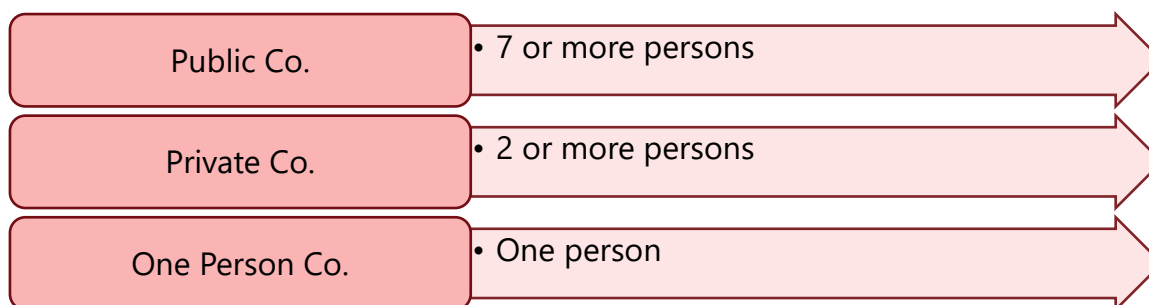 Public Co.
• 7 or more persons
Private Co.
• 2 or more persons
One Person Co.
• One person